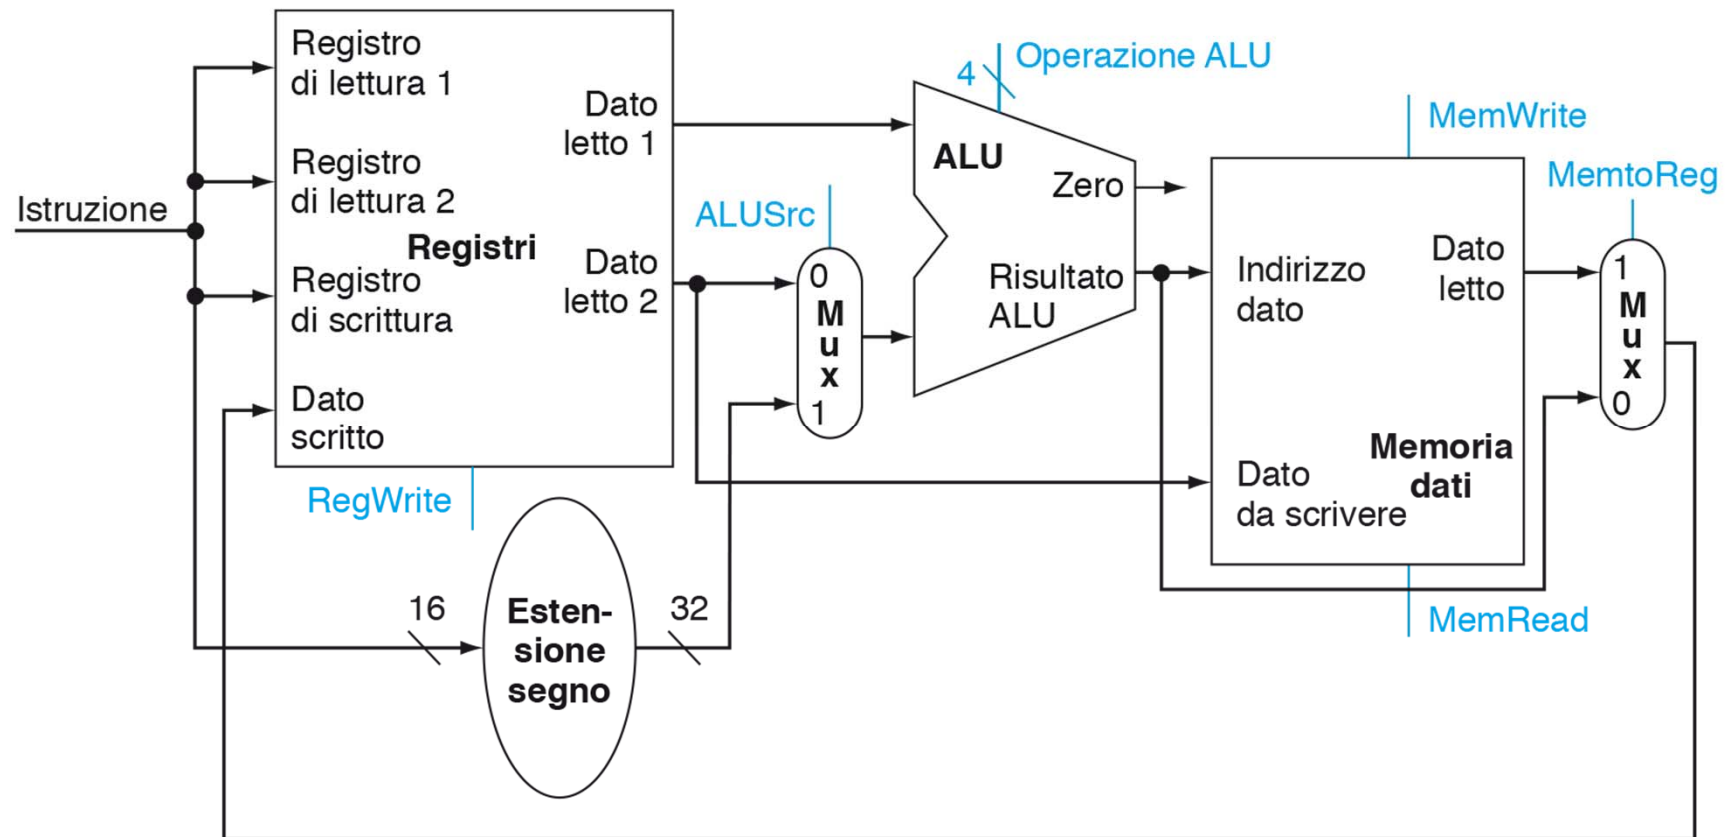 Istruzione
Registro
di lettura 1
Registro
di lettura 2
Registro
di scrittura
Dato
scritto
Registri
Dato
letto 1
Dato
letto 2
RegWrite
16
Esten-
sione
segno
32
ALUSrc
0
M
u
x
1
4
Operazione ALU
ALU
Zero
Risultato
ALU
MemWrite
Indirizzo
dato
Dato
letto
Memoria
dati
Dato
da scrivere
MemRead
MemtoReg
1
M
u
x
0